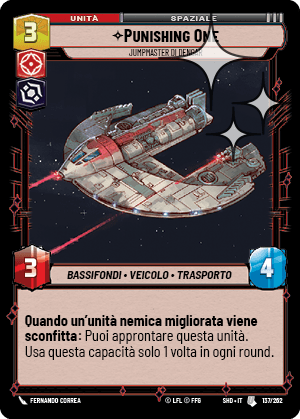 3
UNITÀ
SPAZIALE
Punishing One
JUMPMASTER DI DENGAR
3
BASSIFONDI • VEICOLO • TRASPORTO
4
Quando un'unità nemica migliorata viene
sconfitta: Puoi approntare questa unità.
Usa questa capacità solo 1 volta in ogni round.
FERNANDO CORREA
© LFL © FFG
SHD • IT
137/262